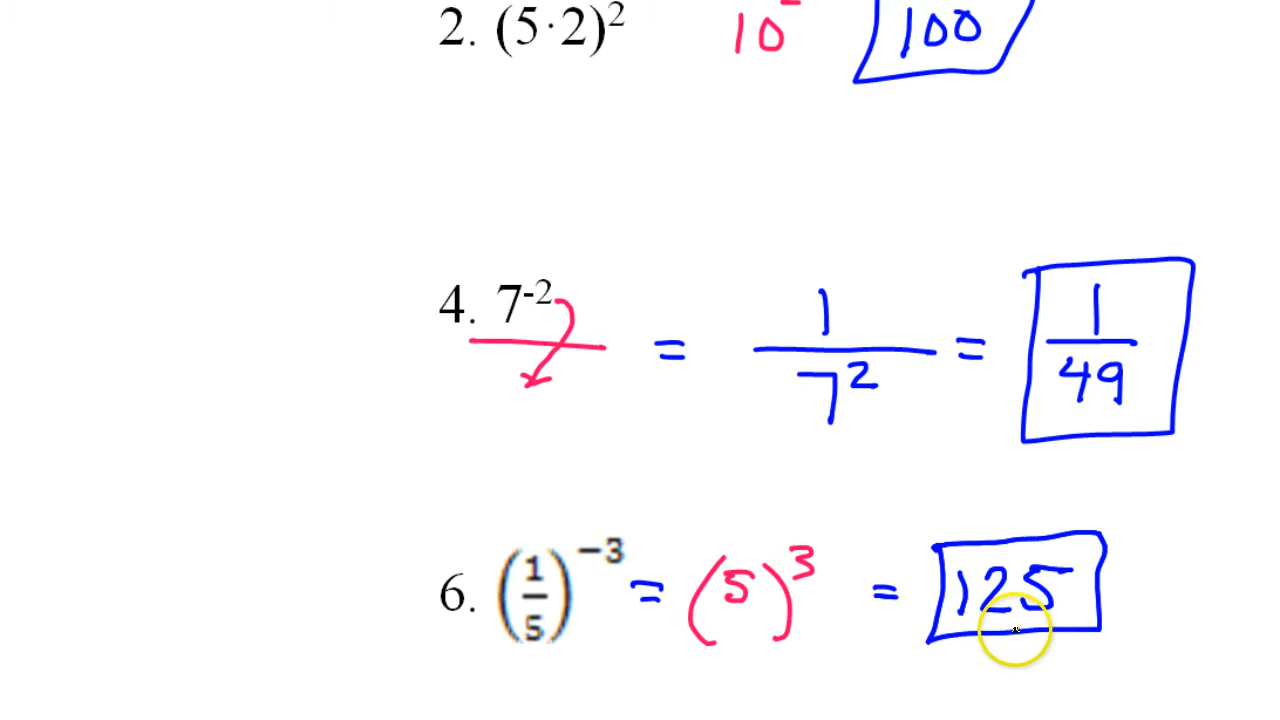 2. (5·2)² 10² 100
4. 7⁻² = 1/7² = 1/49
6. (1/5)⁻³ = (5)³ = 125